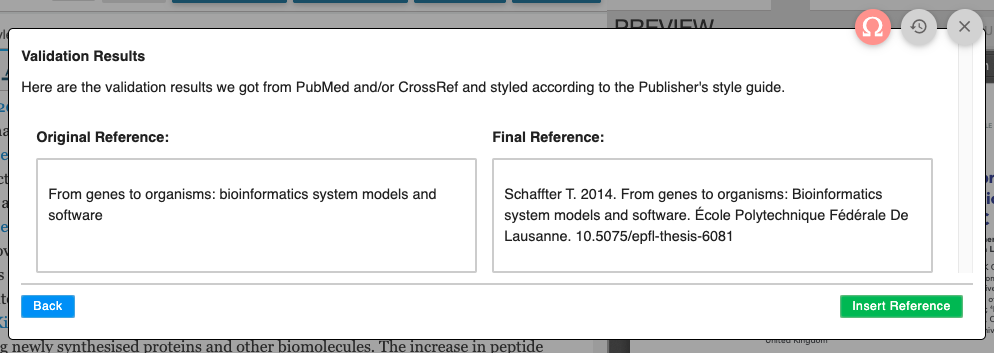 PREVIEW
Validation Results
Here are the validation results we got from PubMed and/or CrossRef and styled according to the Publisher's style guide.
Original Reference:
Final Reference:
From genes to organisms: bioinformatics system models and
software
Schaffter T. 2014. From genes to organisms: Bioinformatics
system models and software. École Polytechnique Fédérale De
Lausanne. 10.5075/epfl-thesis-6081
Back
Insert Reference
United Kingdom
newly synthesised proteins and other biomolecules. The increase in peptide